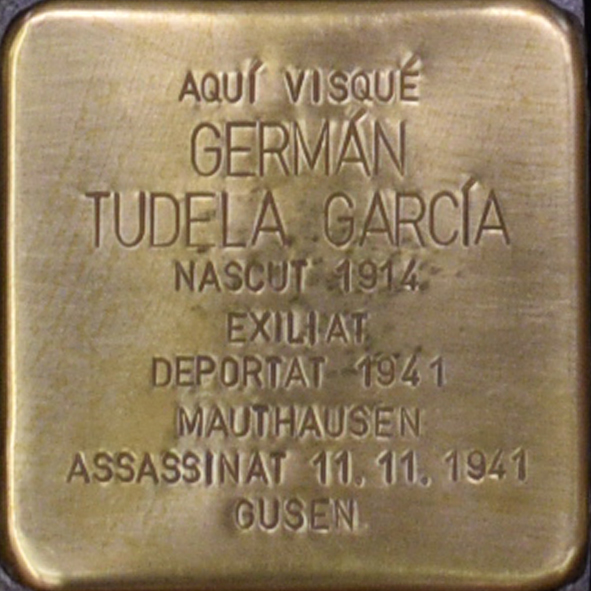 AQUÍ VISQUÉ
GERMÁN
TUDELA GARCÍA
NASCUT 1914
EXILIAT
DEPORTAT 1941
MAUTHAUSEN
ASSASSINAT 11.11.1941
GUSEN